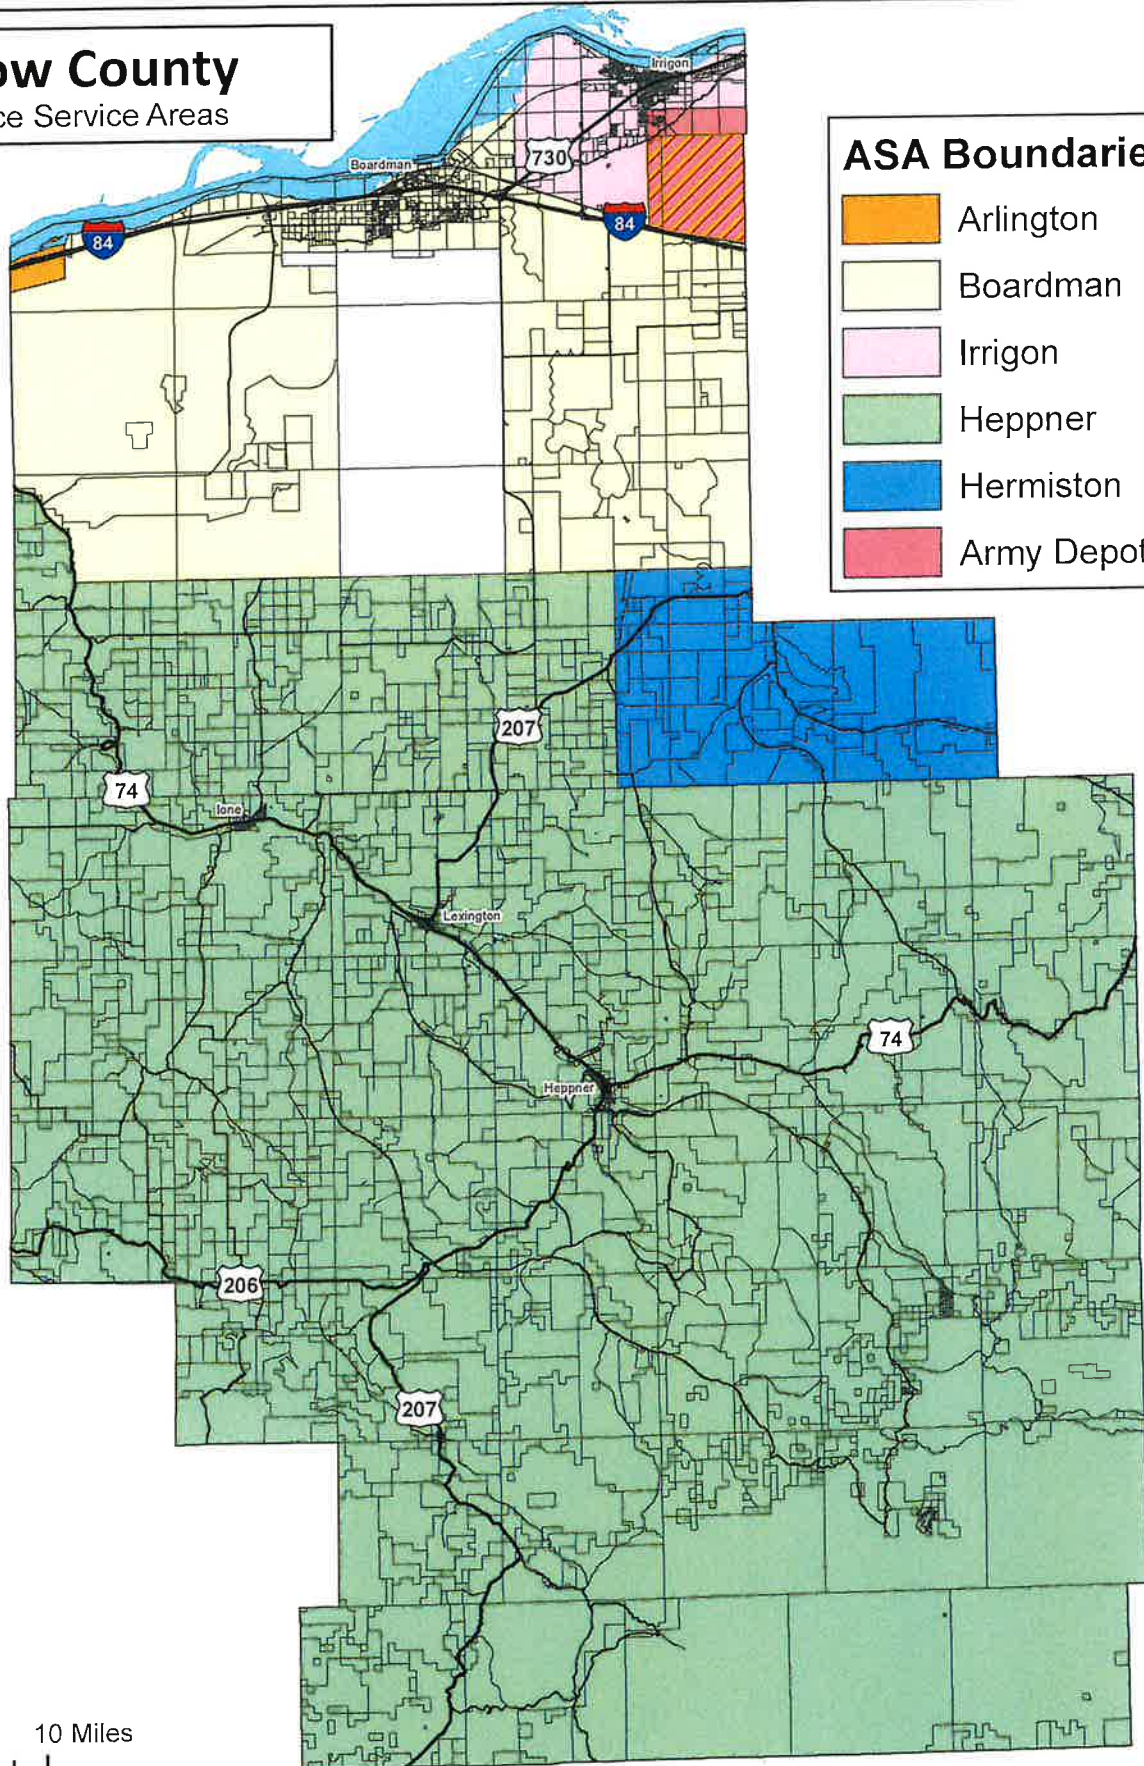 ow County
ce Service Areas
Irrigon
730
Boardman
84
84
ASA Boundarie
Arlington
Boardman
Irrigon
Heppner
Hermiston
Army Depot
207
74
Ione
Lexington
74
Heppner
206
207
10 Miles